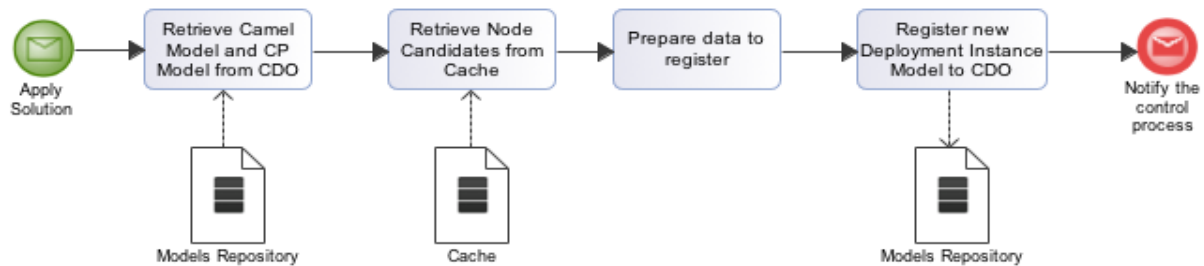 Apply
Solution
Retrieve Camel
Model and CP
Model from CDO
Retrieve Node
Candidates from
Cache
Prepare data to
register
Register new
Deployment Instance
Model to CDO
Notify the
control
process
Models Repository
Cache
Models Repository